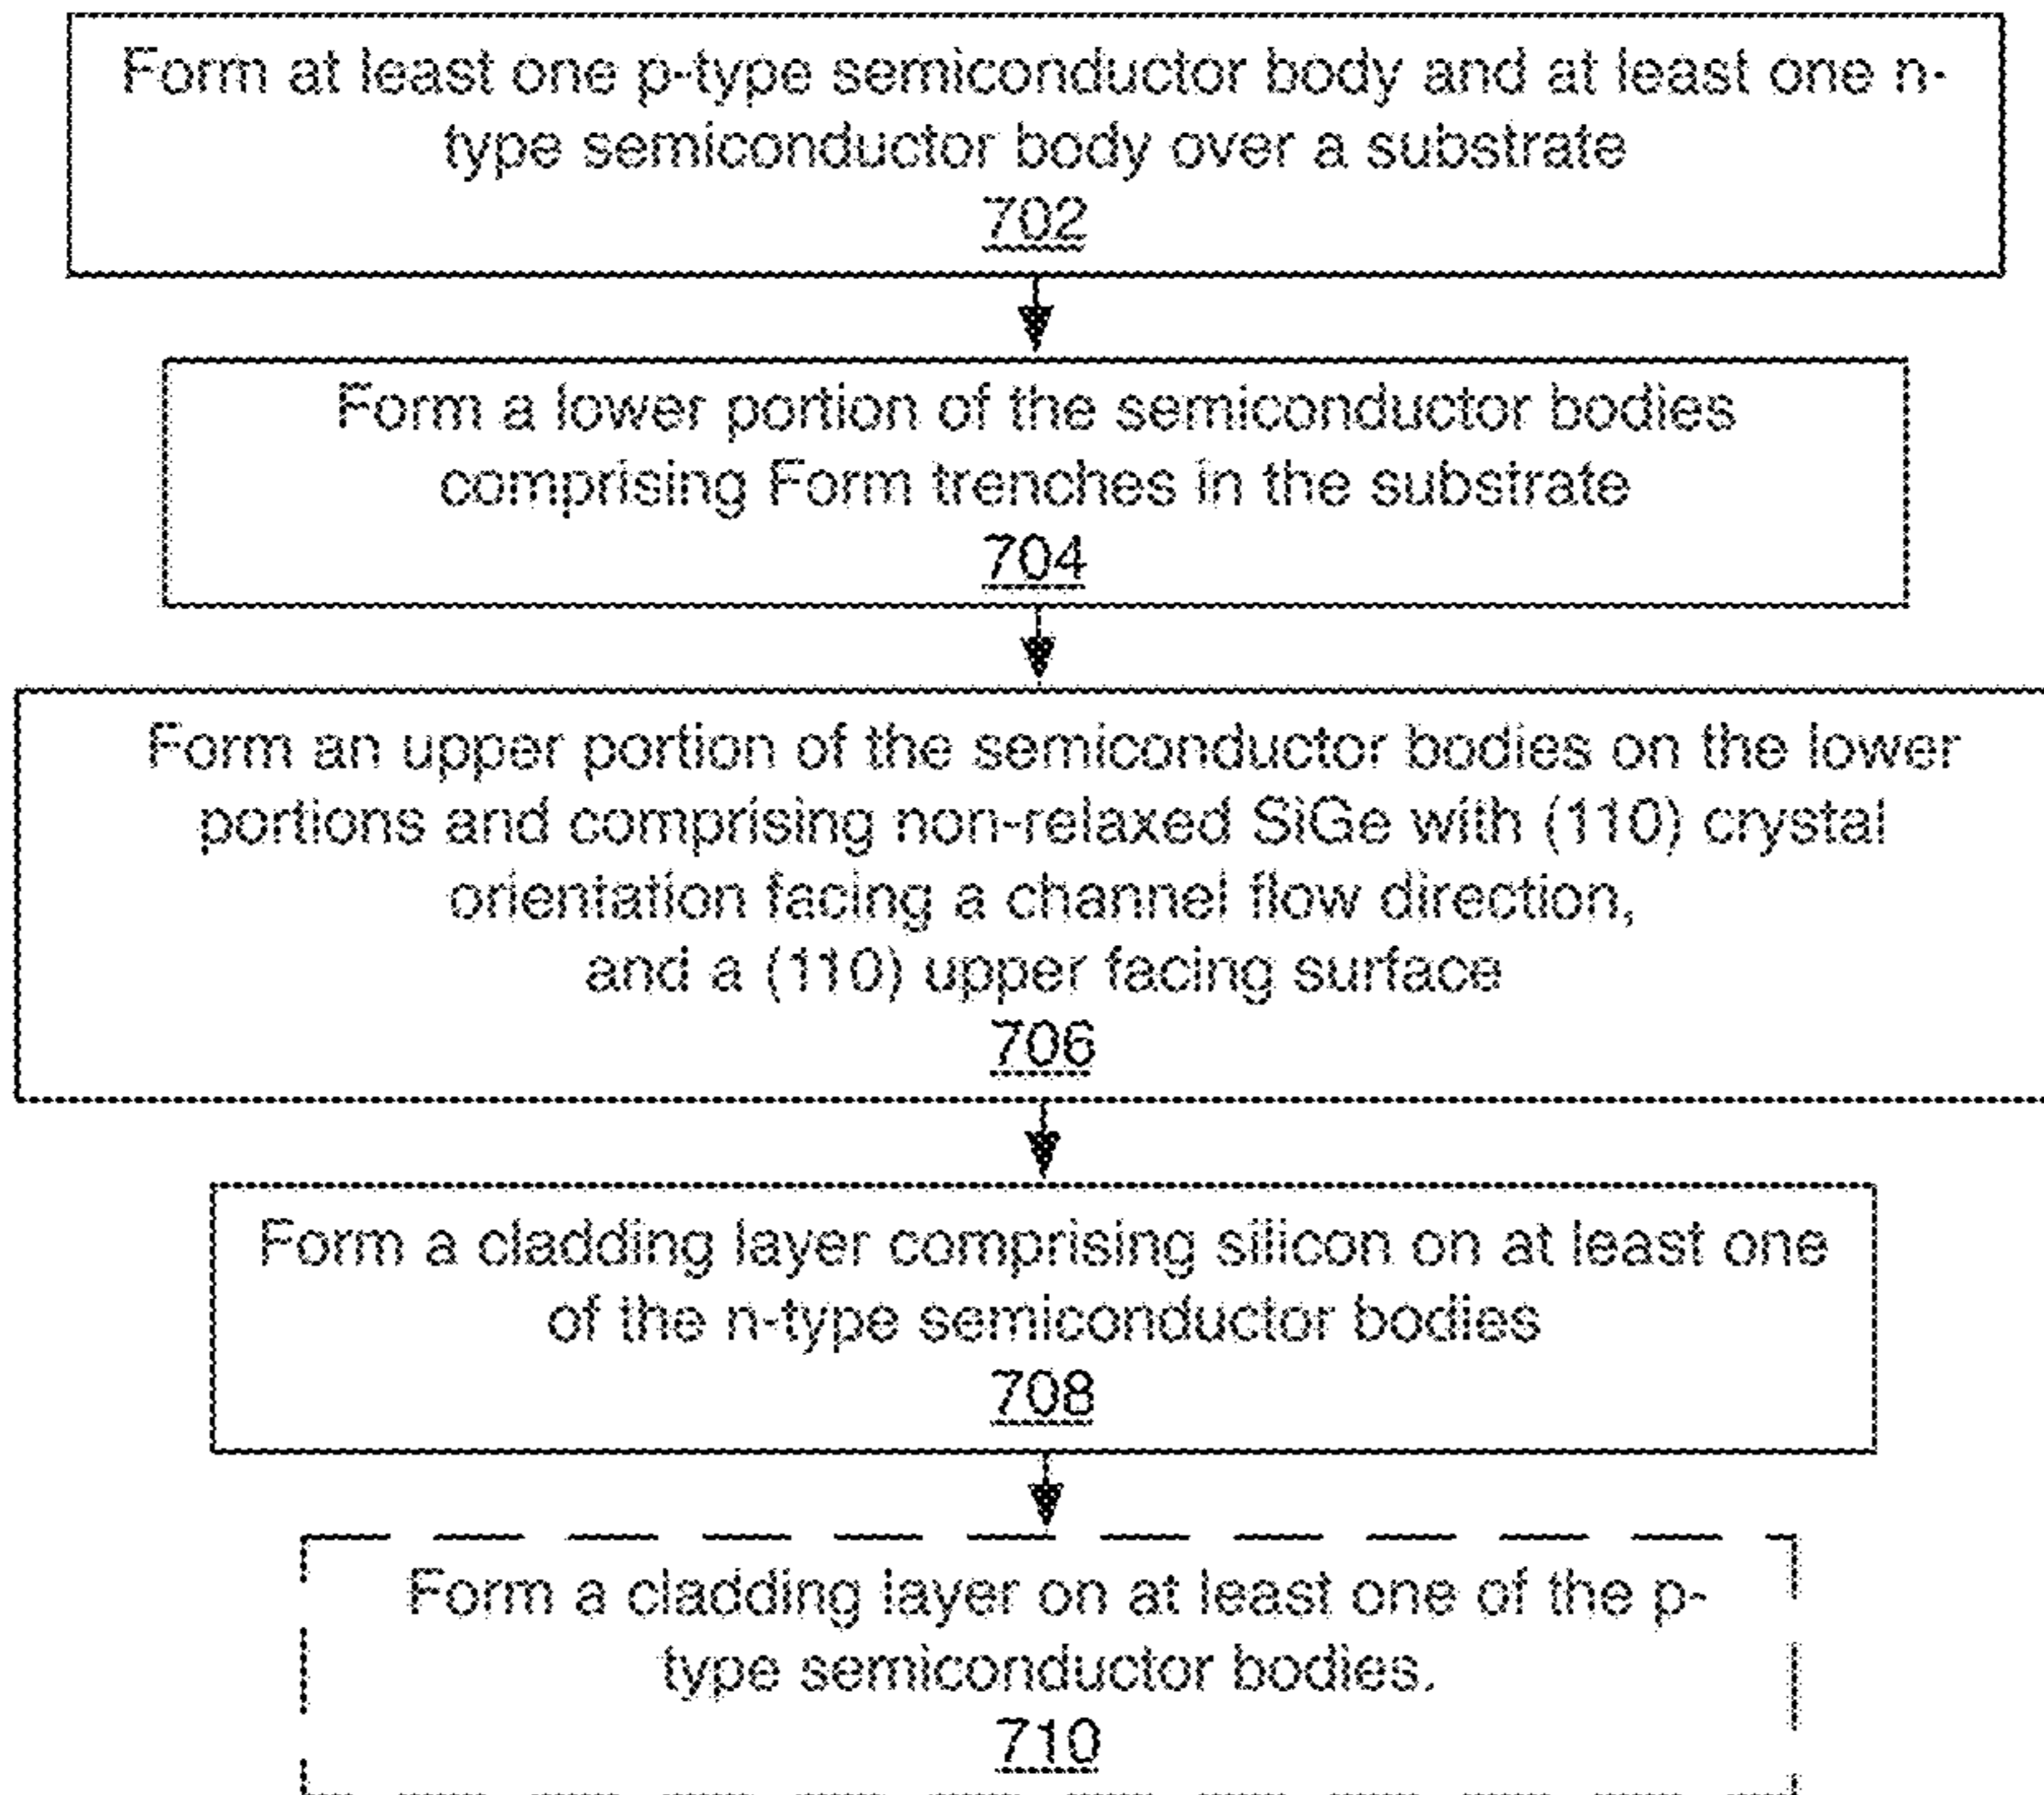 Form at least one p-type semiconductor body and at least one n-
type semiconductor body over a substrate
702
Form a lower portion of the semiconductor bodies
comprising Form trenches in the substrate
704
Form an upper portion of the semiconductor bodies on the lower
portions and comprising non-relaxed SiGe with (110) crystal
orientation facing a channel flow direction,
and a (110) upper facing surface
706
Form a cladding layer comprising silicon on at least one
of the n-type semiconductor bodies
708
Form a cladding layer on at least one of the p-
type semiconductor bodies.
710